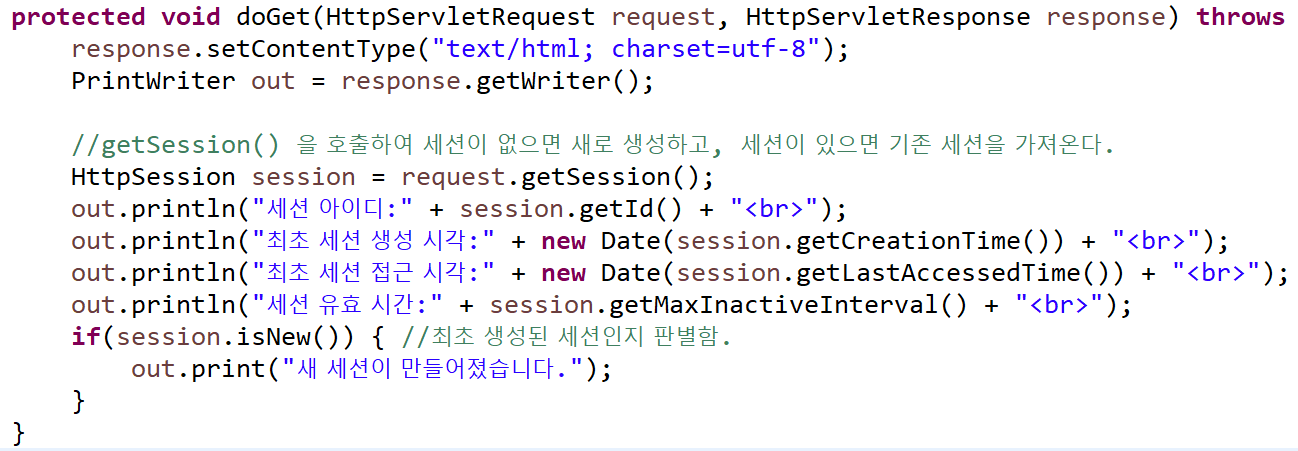 protected void doGet(HttpServletRequest request, HttpServletResponse response) throws
response.setContentType("text/html; charset=utf-8");
PrintWriter out = response.getWriter();
//getSession() 을 호출하여 세션이 없으면 새로 생성하고, 세션이 있으면 기존 세션을 가져온다.
HttpSession session = request.getSession();
out.println("세션 아이디:" + session.getId() + "<br>");
out.println("최초 세션 생성 시각:" + new Date(session.getCreationTime()) + "<br>");
out.println("최초 세션 접근 시각:" + new Date(session.getLastAccessedTime()) + "<br>");
out.println("세션 유효 시간:" + session.getMaxInactiveInterval() + "<br>");
if(session.isNew()) { //최초 생성된 세션인지 판별함.
out.print("새 세션이 만들어졌습니다.");
}
}